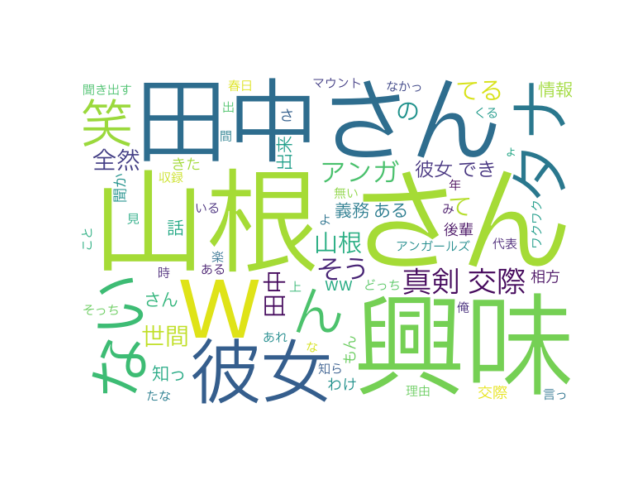 聞き出す
春日
マウント
なかっ
てる
情報
笑
田中 さん
出
さ
の
くる
タナ
間
全然
きた
出来
アンガ
彼女 でき
ょ
山根 さん
聞か
収録
無い
年
いる
義務 ある
て
み
ワクワク
見
話
よ
山根
後輩
こと
アンガールズ
代表
楽
ない
w
時
ある
そう
真剣 交際
相方
田中
上
ww
どっち
興味
そっち
さん
ん
俺
世間
あれ
な
もん
彼女
知っ
知ら
わけ
たな
理由
交際
言っ